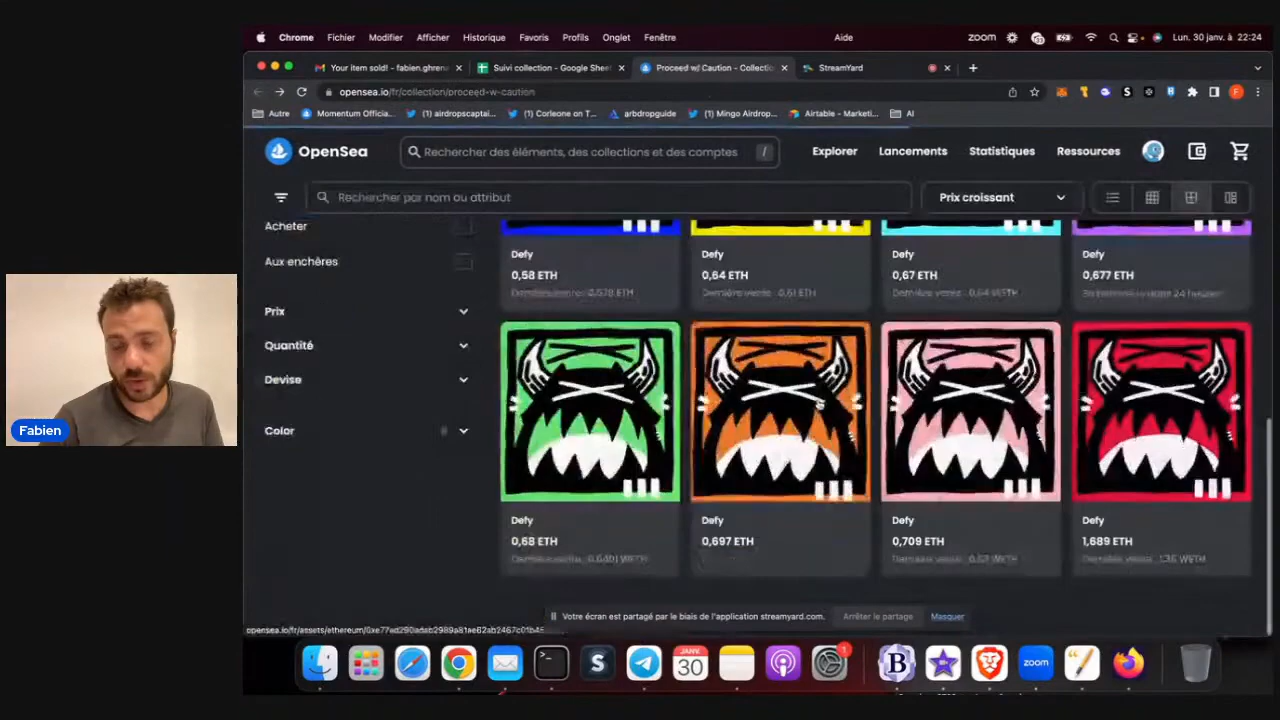 Chrome Fichier Modifier Afficher Historique Favoris Profils Onglet Fenêtre Aide zoom Lun. 30 janv. à 22:24
Your item sold! - fabien.ghrena Suivi collection - Google Sheet Proceed w/ Caution - Collectio StreamYard
opensea.io/fr/collection/proceed-w-caution
Autre Momentum Officia... (1) airdropscaptai... (1) Corleone on T... arbdropguide (1) Mingo Airdrop... Airtable - Marketi... AI
OpenSea Rechercher des éléments, des collections et des comptes / Explorer Lancements Statistiques Ressources
Rechercher par nom ou attribut Prix croissant
Acheter
Aux enchères
Prix
Quantité
Devise
Color
Defy Defy Defy Defy
0,58 ETH 0,64 ETH 0,67 ETH 0,677 ETH
Defy Defy Defy Defy
0,68 ETH 0,697 ETH 0,709 ETH 1,689 ETH
Fabien
Votre écran est partagé par le biais de l'application streamyard.com. Arrêter le partage Masquer
JANV.
30
zoom